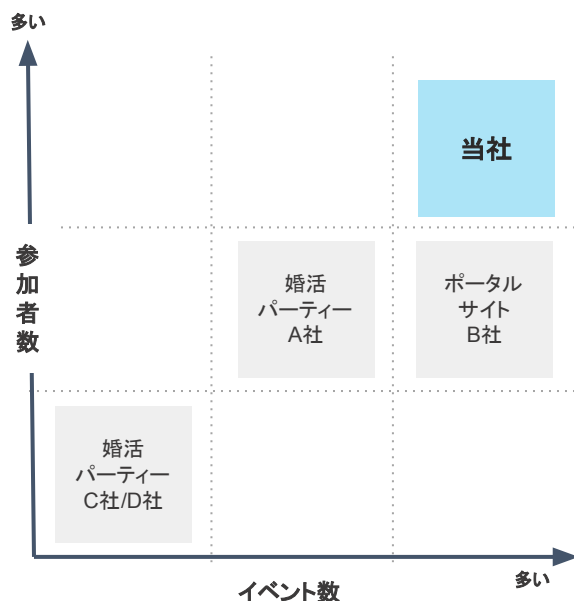 多い
当社
参
加
者
数
婚活
パーティー
A社
ポータル
サイト
B社
婚活
パーティー
C社/D社
多い
イベント数